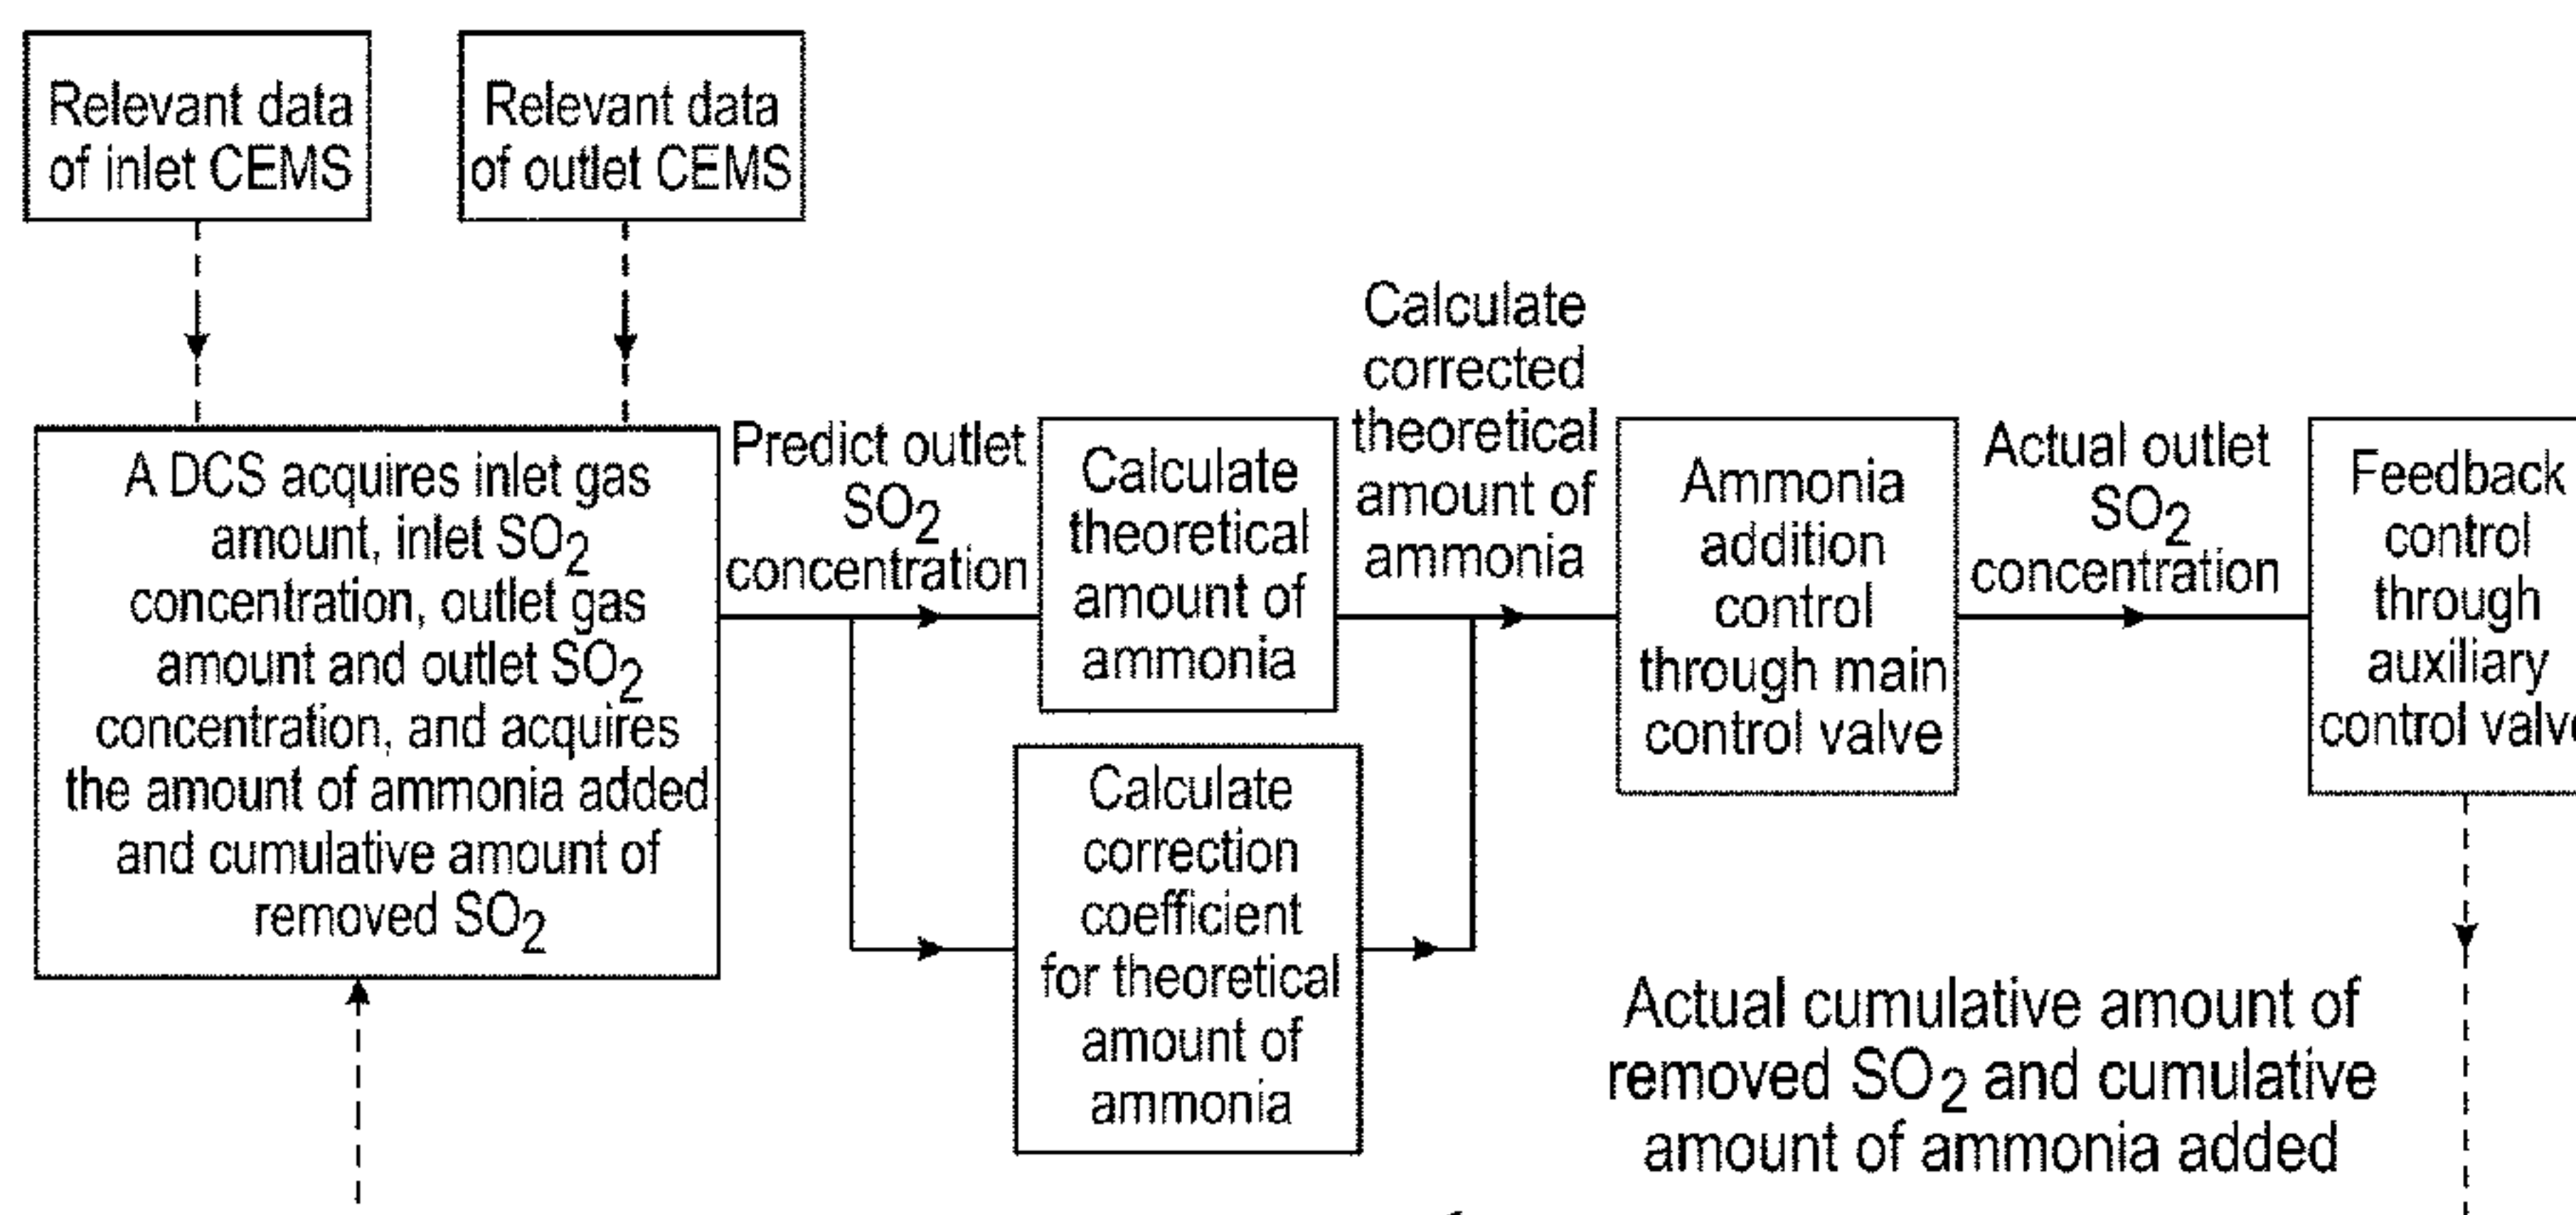 Relevant data
of inlet CEMS
Relevant data
of outlet CEMS
A DCS acquires inlet gas
amount, inlet SO2
concentration, outlet gas
amount and outlet SO2
concentration, and acquires
the amount of ammonia added
and cumulative amount of
removed SO2
Predict outlet
SO2
concentration
Calculate
theoretical
amount of
ammonia
Calculate
correction
coefficient
for theoretical
amount of
ammonia
Calculate
corrected
theoretical
amount of
ammonia
Ammonia
addition
control
through main
control valve
Actual outlet
SO2
concentration
Feedback
control
through
auxiliary
control valve
Actual cumulative amount of
removed SO2 and cumulative
amount of ammonia added